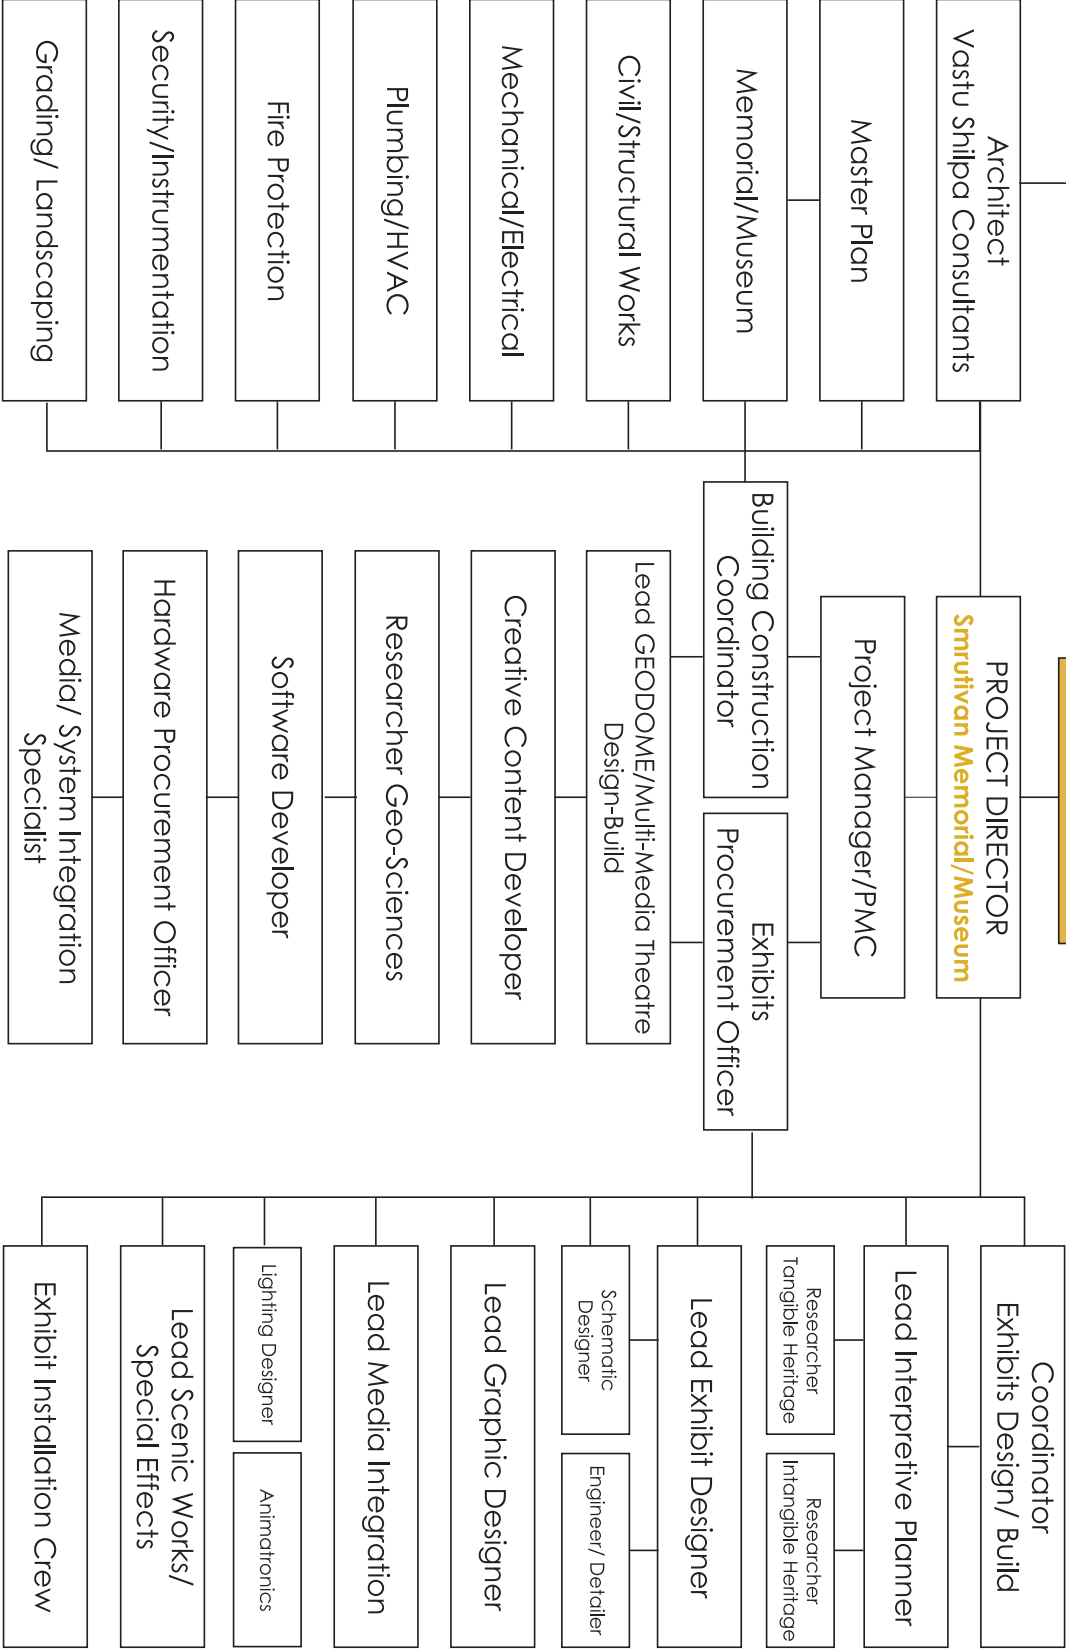 Architect
Vastu Shilpa Consultants
Master Plan
Memorial/Museum
Civil/Structural Works
Mechanical/Electrical
Plumbing/HVAC
Fire Protection
Security/Instrumentation
Grading/ Landscaping
PROJECT DIRECTOR
Smrutivan Memorial/Museum
Project Manager/PMC
Building Construction
Coordinator
Exhibits
Procurement Officer
Lead GEODOME/Multi-Media Theatre
Design-Build
Creative Content Developer
Researcher Geo-Sciences
Software Developer
Hardware Procurement Officer
Media/ System Integration
Specialist
Coordinator
Exhibits Design/ Build
Lead Interpretive Planner
Researcher
Tangible Heritage
Researcher
Intangible Heritage
Lead Exhibit Designer
Schematic
Designer
Engineer/ Detailer
Lead Graphic Designer
Lead Media Integration
Lighting Designer
Animatronics
Lead Scenic Works/
Special Effects
Exhibit Installation Crew